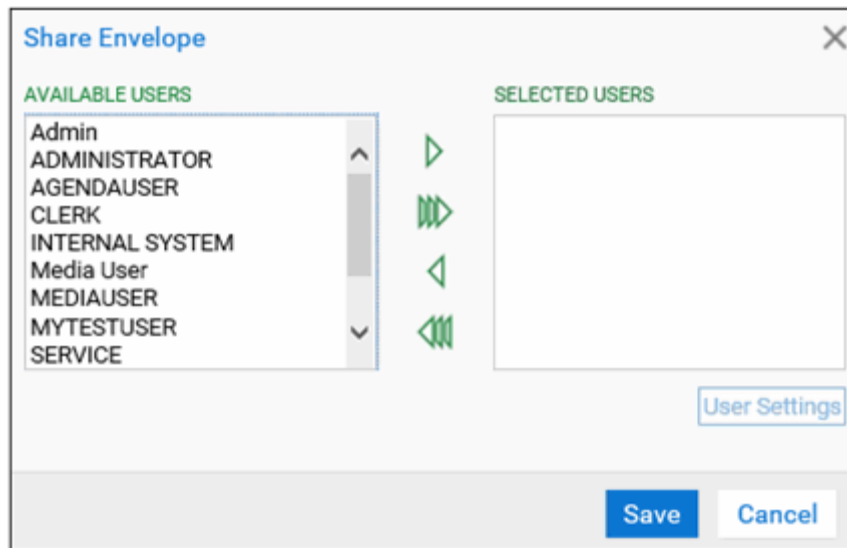 Share Envelope
AVAILABLE USERS
SELECTED USERS
Admin
ADMINISTRATOR
AGENDAUSER
CLERK
INTERNAL SYSTEM
Media User
MEDIAUSER
MYTESTUSER
SERVICE
User Settings
Save
Cancel